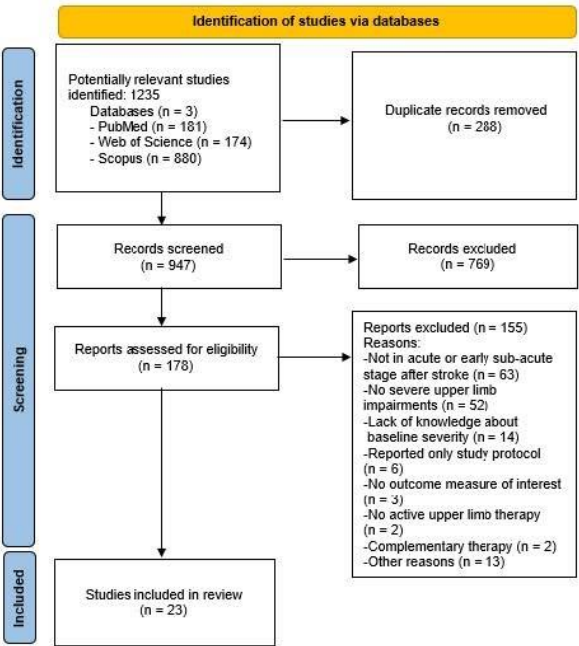 Identification of studies via databases
Identification
Potentially relevant studies
identified: 1235
Databases (n = 3)
- PubMed (n = 181)
- Web of Science (n = 174)
- Scopus (n = 880)
Duplicate records removed
(n = 288)
Screening
Records screened
(n = 947)
Records excluded
(n = 769)
Reports assessed for eligibility
(n = 178)
Reports excluded (n = 155)
Reasons:
-Not in acute or early sub-acute
stage after stroke (n = 63)
-No severe upper limb
impairments (n = 52)
-Lack of knowledge about
baseline severity (n = 14)
-Reported only study protocol
(n = 6)
-No outcome measure of interest
(n = 3)
-No active upper limb therapy
(n = 2)
-Complementary therapy (n = 2)
-Other reasons (n = 13)
Included
Studies included in review
(n = 23)